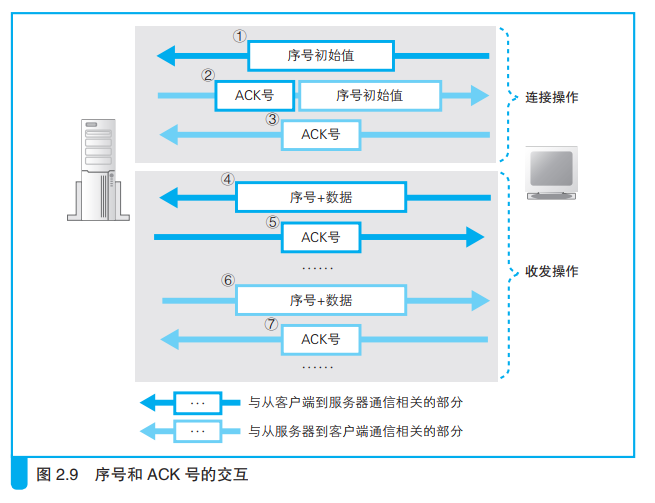 ① 序号初始值
② ACK号 序号初始值
连接操作
③ ACK号
④ 序号+数据
⑤ ACK号
……
收发操作
⑥ 序号+数据
⑦ ACK号
……
… 与从客户端到服务器通信相关的部分
… 与从服务器到客户端通信相关的部分
图 2.9 序号和 ACK 号的交互